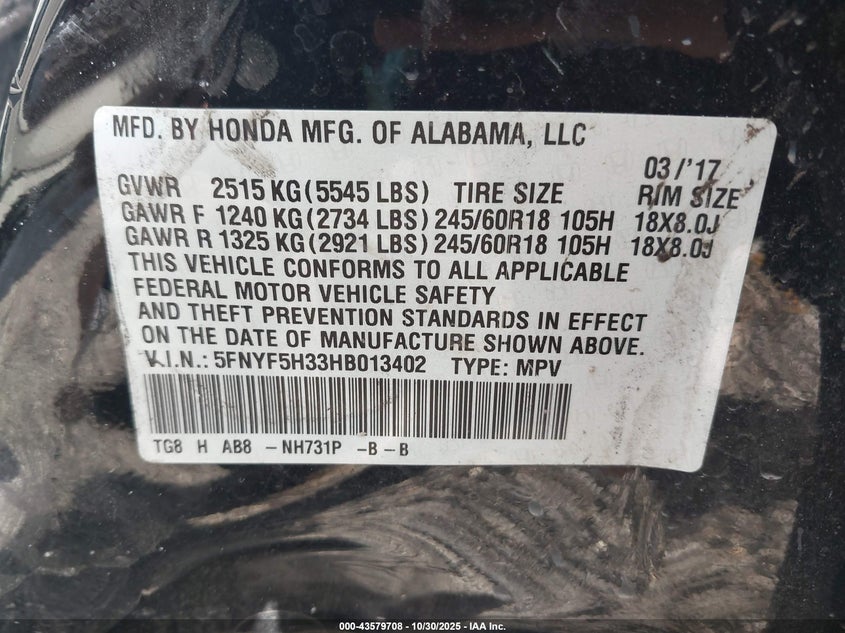 MFD. BY HONDA MFG. OF ALABAMA, LLC
03/'17
GVWR 2515 KG (5545 LBS) TIRE SIZE RIM SIZE
GAWR F 1240 KG (2734 LBS) 245/60R18 105H 18X8.0J
GAWR R 1325 KG (2921 LBS) 245/60R18 105H 18X8.0J
THIS VEHICLE CONFORMS TO ALL APPLICABLE
FEDERAL MOTOR VEHICLE SAFETY
AND THEFT PREVENTION STANDARDS IN EFFECT
ON THE DATE OF MANUFACTURE SHOWN ABOVE.
V.I.N.: 5FNYF5H33HB013402 TYPE: MPV
TG8 H AB8 -NH731P -B-B
000-43579708 | 10/30/2025 - IAA Inc.